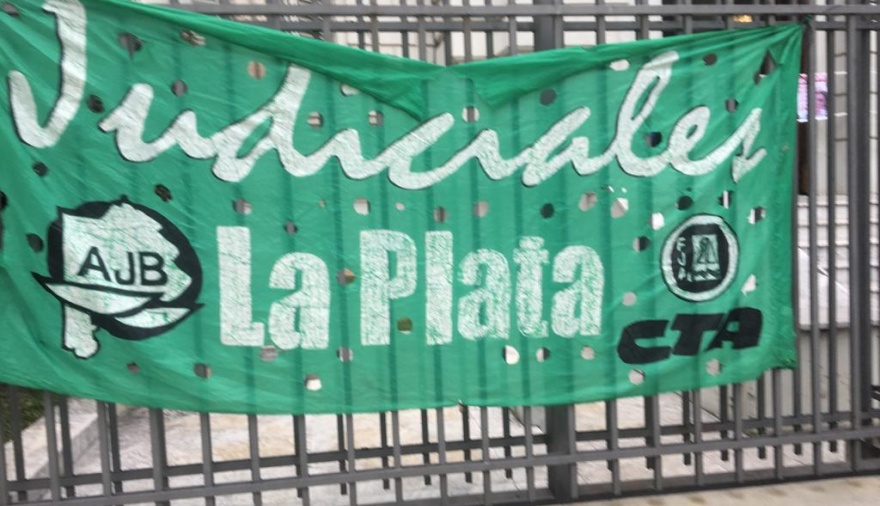 Judiciales
AJB
La Plata
CTA